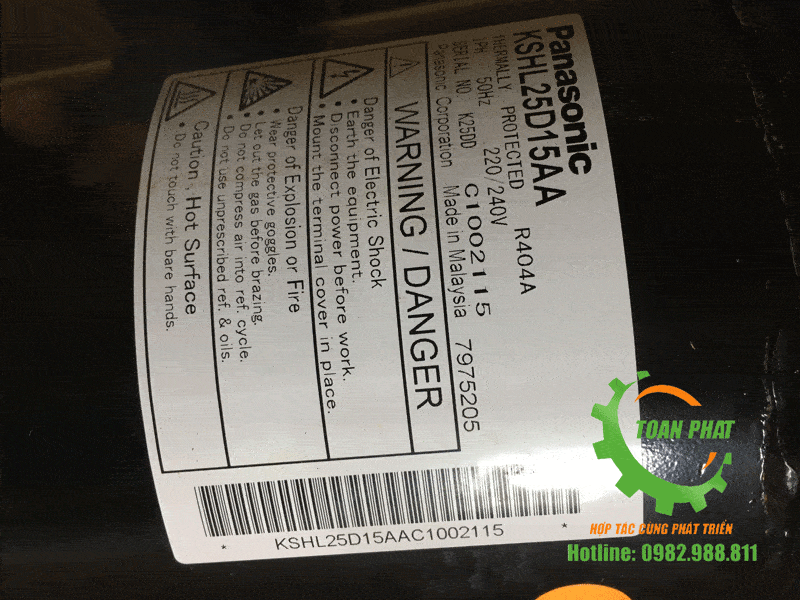 Panasonic
KSHL25D15AA
THERMALLY PROTECTED R404A
1PH 50Hz 220/240V
SERIAL NO. K25DD C1002115
Panasonic Corporation Made in Malaysia 7975205
WARNING / DANGER
Danger of Electric Shock
• Earth the equipment.
• Disconnect power before work.
• Mount the terminal cover in place.
Danger of Explosion or Fire
• Wear protective goggles.
• Let out the gas before brazing.
• Do not compress air into ref. cycle.
• Do not use unprescribed ref. & oils.
Caution , Hot Surface
• Do not touch with bare hands.
* KSHL25D15AAC1002115 *
TOAN PHAT
HỢP TÁC CÙNG PHÁT TRIỂN
Hotline: 0982.988.811